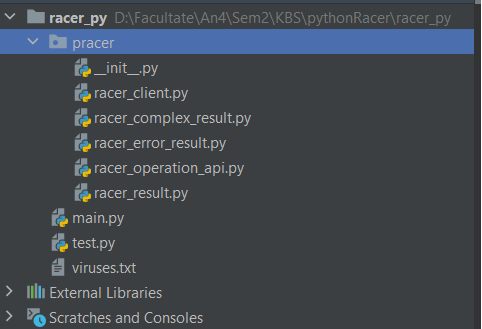 racer_py D:\Facultate\An4\Sem2\KBS\pythonRacer\racer_py
pracer
__init__.py
racer_client.py
racer_complex_result.py
racer_error_result.py
racer_operation_api.py
racer_result.py
main.py
test.py
viruses.txt
External Libraries
Scratches and Consoles